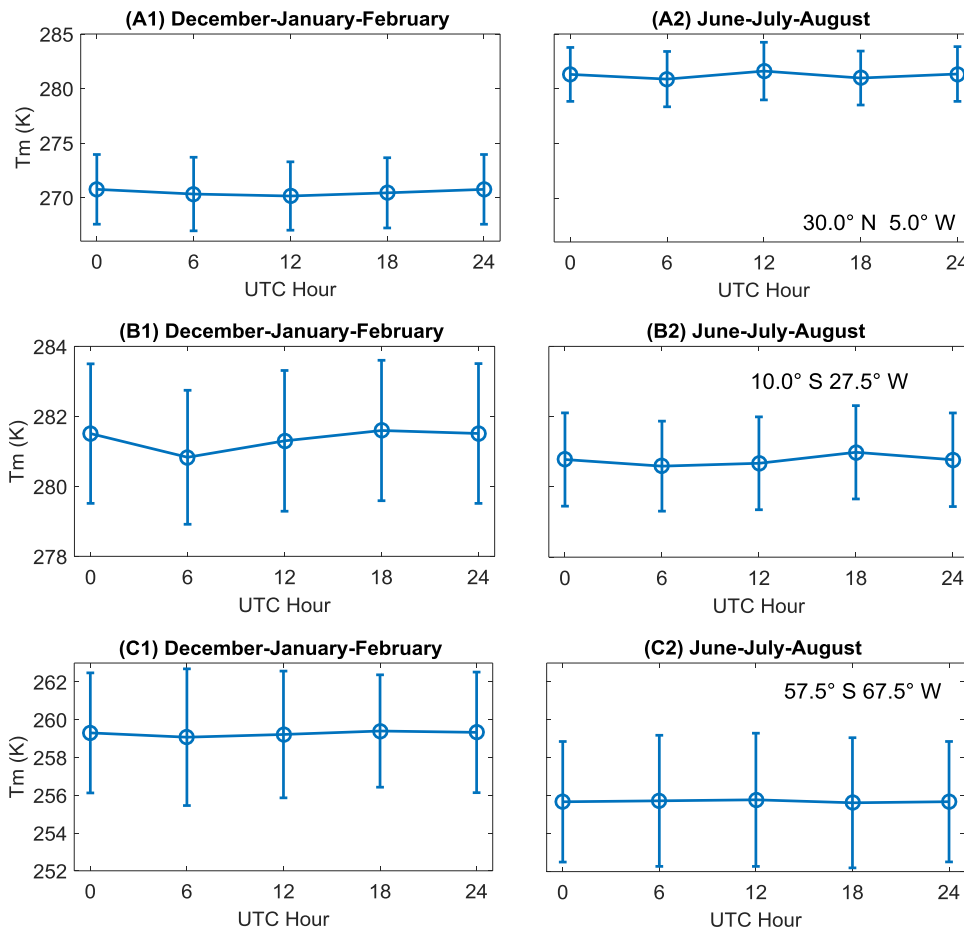 (A1) December-January-February
(A2) June-July-August
285
280
275
270
Tm (K)
0 6 12 18 24
UTC Hour
30.0° N 5.0° W
0 6 12 18 24
UTC Hour
(B1) December-January-February
(B2) June-July-August
284
282
280
278
Tm (K)
0 6 12 18 24
UTC Hour
10.0° S 27.5° W
0 6 12 18 24
UTC Hour
(C1) December-January-February
(C2) June-July-August
262
260
258
256
254
252
Tm (K)
0 6 12 18 24
UTC Hour
57.5° S 67.5° W
0 6 12 18 24
UTC Hour